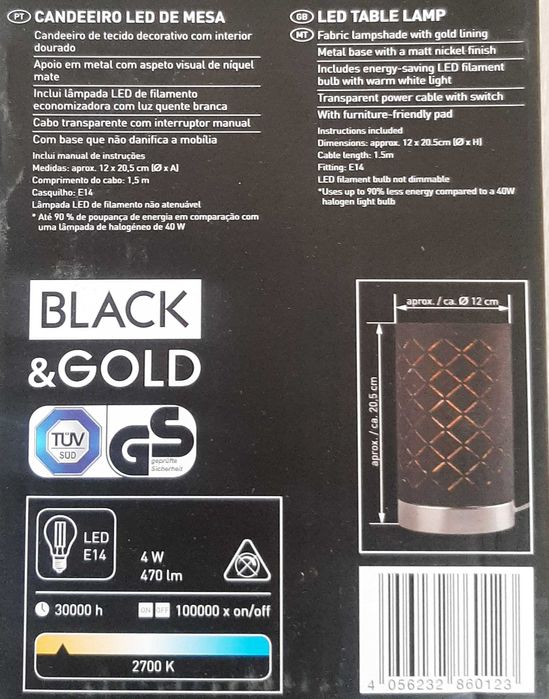 PT CANDEEIRO LED DE MESA
Candeeiro de tecido decorativo com interior
dourado
Apoio em metal com aspeto visual de níquel
mate
Inclui lâmpada LED de filamento
economizadora com luz quente branca
Cabo transparente com interruptor manual
Com base que não danifica a mobília
Inclui manual de instruções
Medidas: aprox. 12 x 20,5 cm (Ø x A)
Comprimento do cabo: 1,5 m
Casquilho: E14
Lâmpada LED de filamento não atenuável
* Até 90 % de poupança de energia em comparação com
uma lâmpada de halogéneo de 40 W
GB LED TABLE LAMP
MT Fabric lampshade with gold lining
Metal base with a matt nickel finish
Includes energy-saving LED filament
bulb with warm white light
Transparent power cable with switch
With furniture-friendly pad
Instructions included
Dimensions: approx. 12 x 20.5cm (Ø x H)
Cable length: 1.5m
Fitting: E14
LED filament bulb not dimmable
*Uses up to 90% less energy compared to a 40W
halogen light bulb
BLACK
&GOLD
TÜV
SÜD
GS
geprüfte
Sicherheit
LED
E14
4 W
470 lm
30000 h
ON OFF 100000 x on/off
2700 K
aprox. / ca. Ø 12 cm
aprox. / ca. 20,5 cm
4 056232 860123